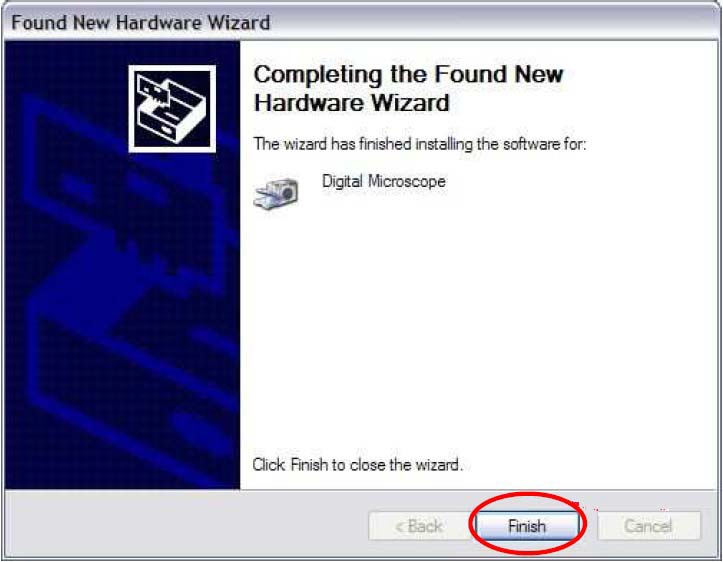 Found New Hardware Wizard
Completing the Found New
Hardware Wizard
The wizard has finished installing the software for:
Digital Microscope
Click Finish to close the wizard.
< Back
Finish
Cancel